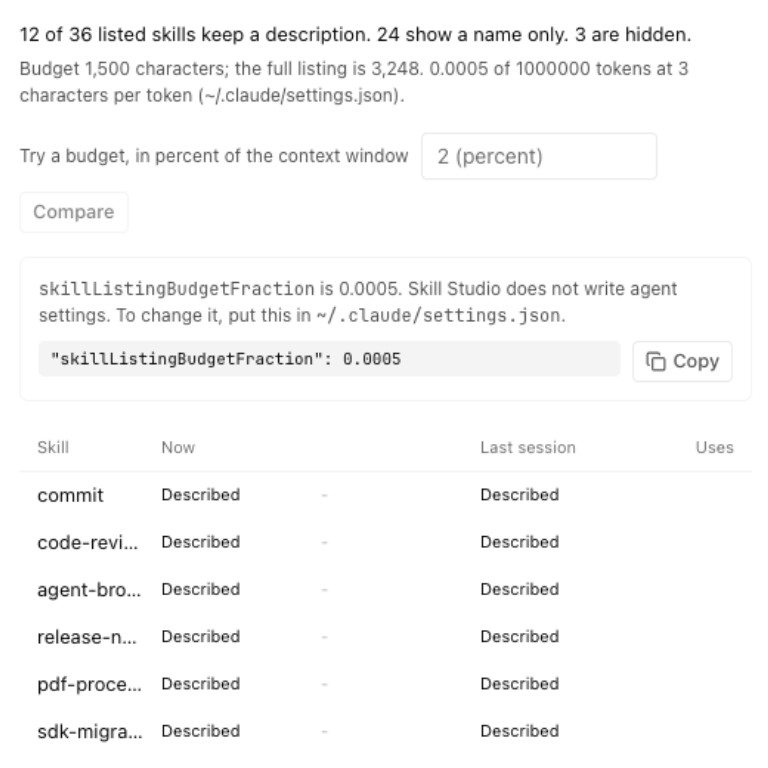 12 of 36 listed skills keep a description. 24 show a name only. 3 are hidden.
Budget 1,500 characters; the full listing is 3,248. 0.0005 of 1000000 tokens at 3
characters per token (~/.claude/settings.json).
Try a budget, in percent of the context window 2 (percent)
Compare
skillListingBudgetFraction is 0.0005. Skill Studio does not write agent
settings. To change it, put this in ~/.claude/settings.json.
"skillListingBudgetFraction": 0.0005 Copy
Skill Now Last session Uses
commit Described - Described
code-revi... Described - Described
agent-bro... Described - Described
release-n... Described - Described
pdf-proce... Described - Described
sdk-migra... Described - Described